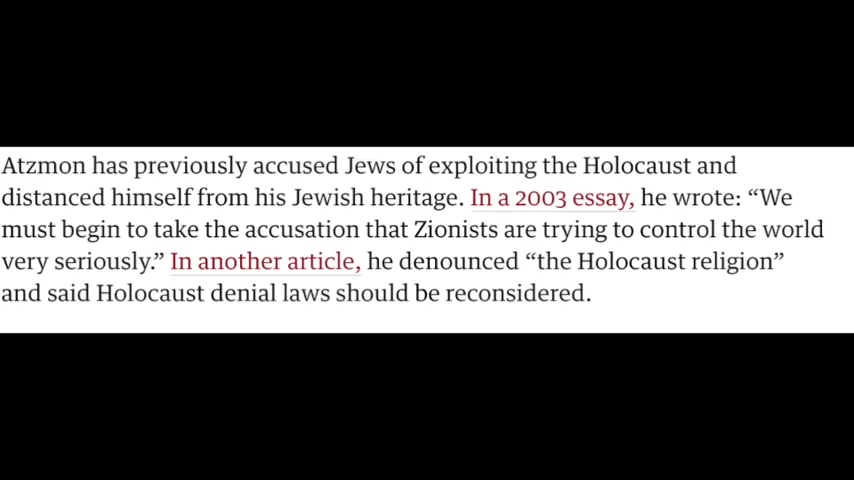 Atzmon has previously accused Jews of exploiting the Holocaust and
distanced himself from his Jewish heritage. In a 2003 essay, he wrote: “We
must begin to take the accusation that Zionists are trying to control the world
very seriously.” In another article, he denounced “the Holocaust religion”
and said Holocaust denial laws should be reconsidered.